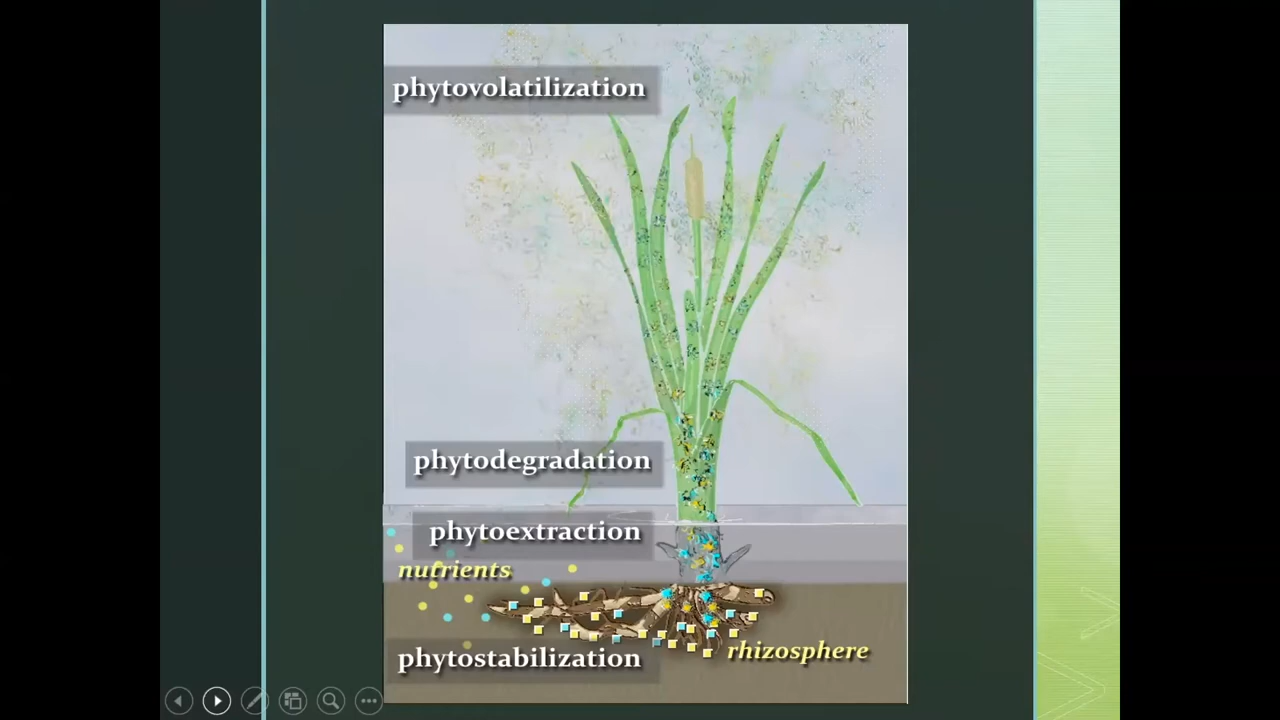 phytovolatilization
phytodegradation
phytoextraction
nutrients
rhizosphere
phytostabilization